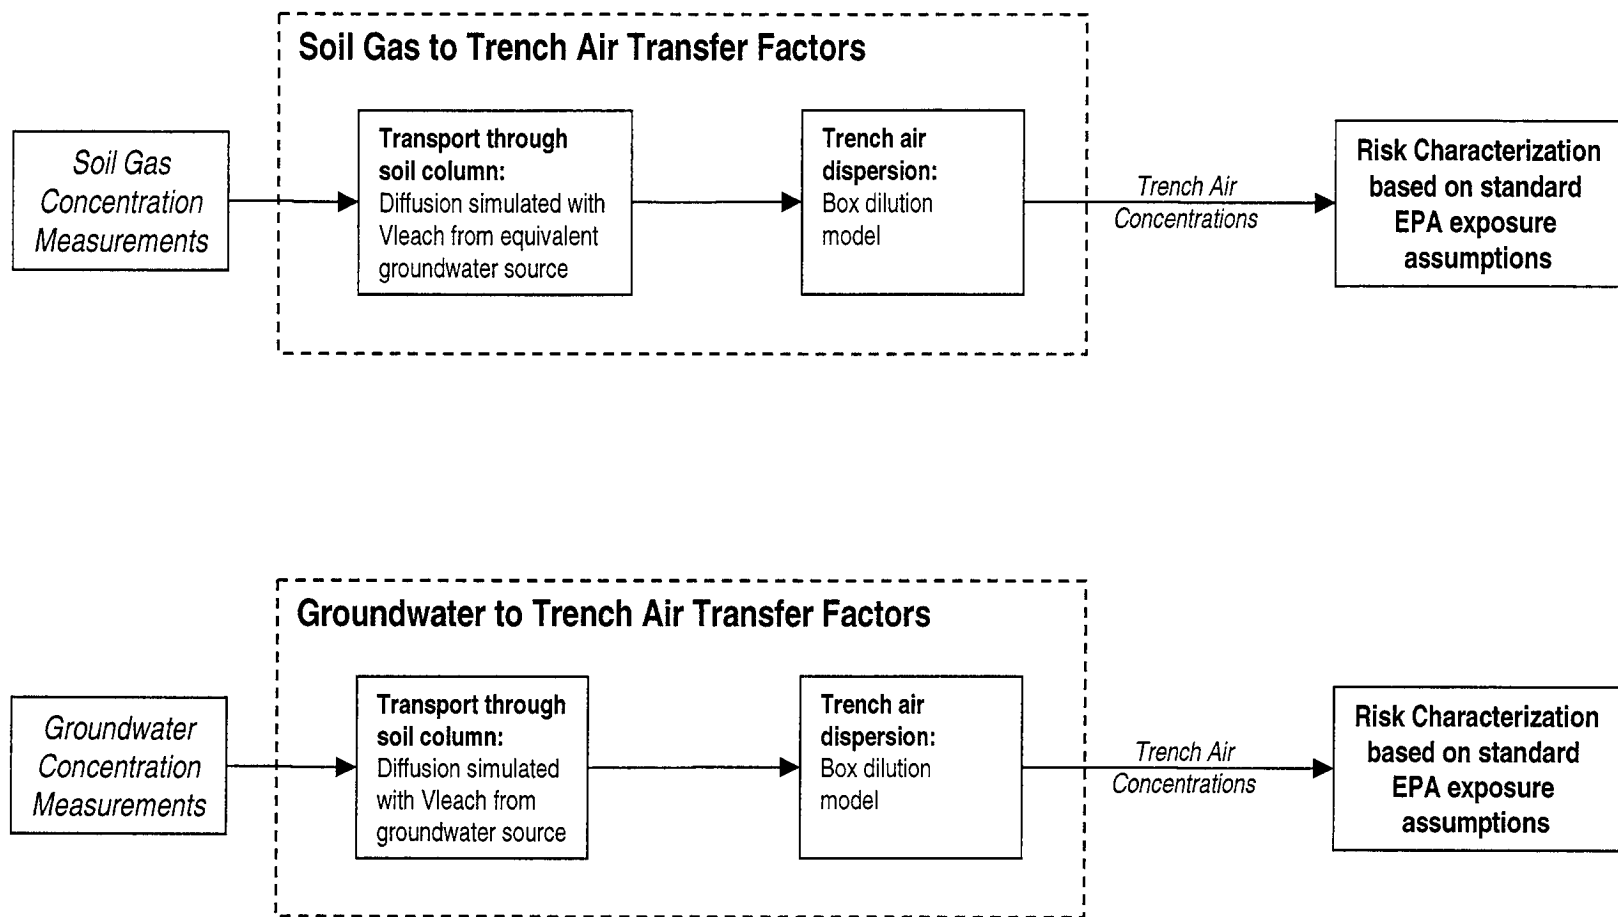 Soil Gas to Trench Air Transfer Factors
Soil Gas
Concentration
Measurements
Transport through
soil column:
Diffusion simulated with
Vleach from equivalent
groundwater source
Trench air
dispersion:
Box dilution
model
Trench Air
Concentrations
Risk Characterization
based on standard
EPA exposure
assumptions
Groundwater to Trench Air Transfer Factors
Groundwater
Concentration
Measurements
Transport through
soil column:
Diffusion simulated
with Vleach from
groundwater source
Trench air
dispersion:
Box dilution
model
Trench Air
Concentrations
Risk Characterization
based on standard
EPA exposure
assumptions